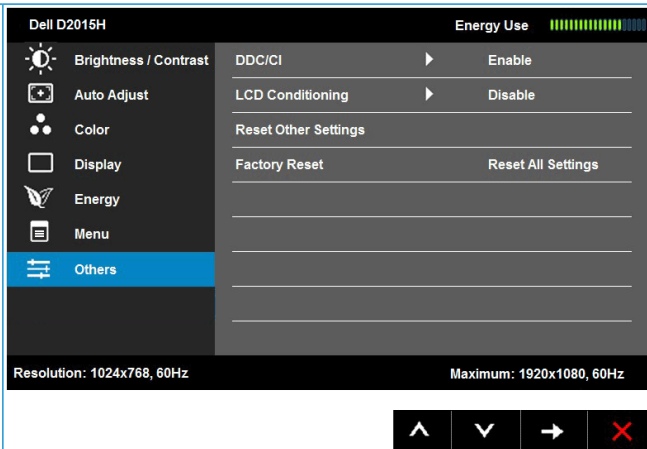 Dell D2015H Energy Use
Brightness / Contrast DDC/CI Enable
Auto Adjust LCD Conditioning Disable
Color Reset Other Settings
Display Factory Reset Reset All Settings
Energy
Menu
Others
Resolution: 1024x768, 60Hz Maximum: 1920x1080, 60Hz